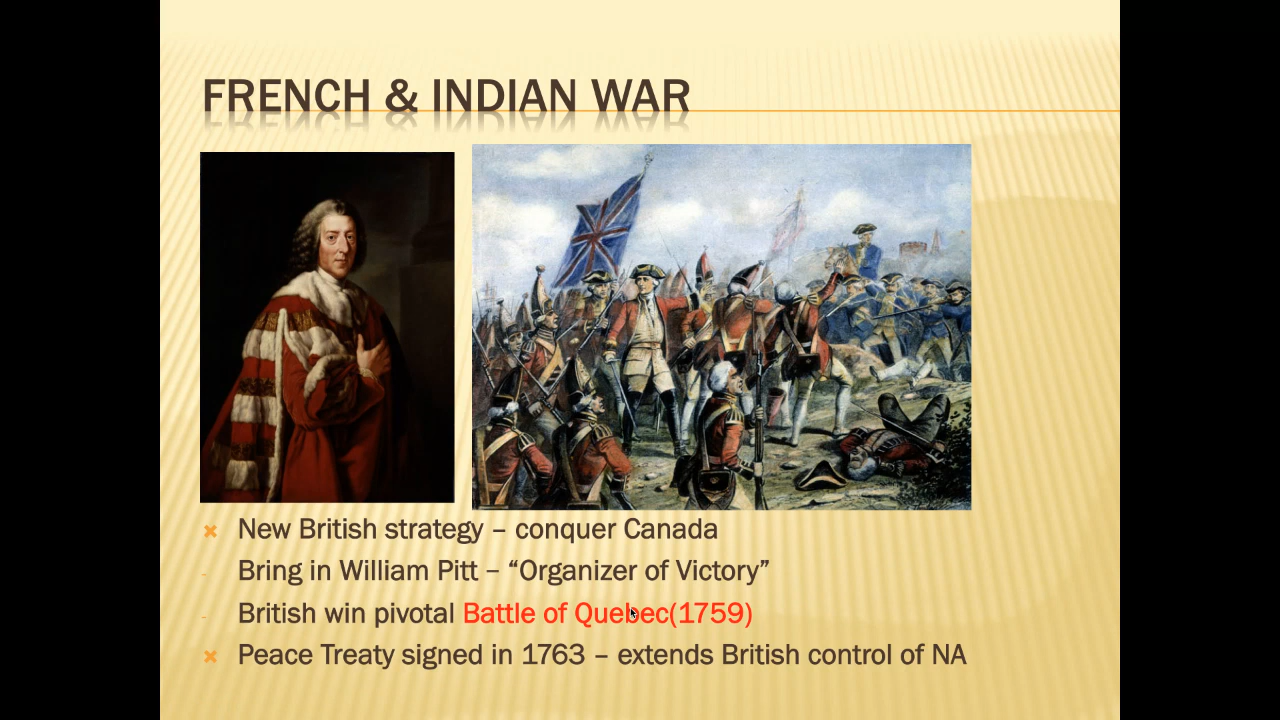 FRENCH & INDIAN WAR
New British strategy – conquer Canada
Bring in William Pitt – “Organizer of Victory”
British win pivotal Battle of Quebec(1759)
Peace Treaty signed in 1763 – extends British control of NA